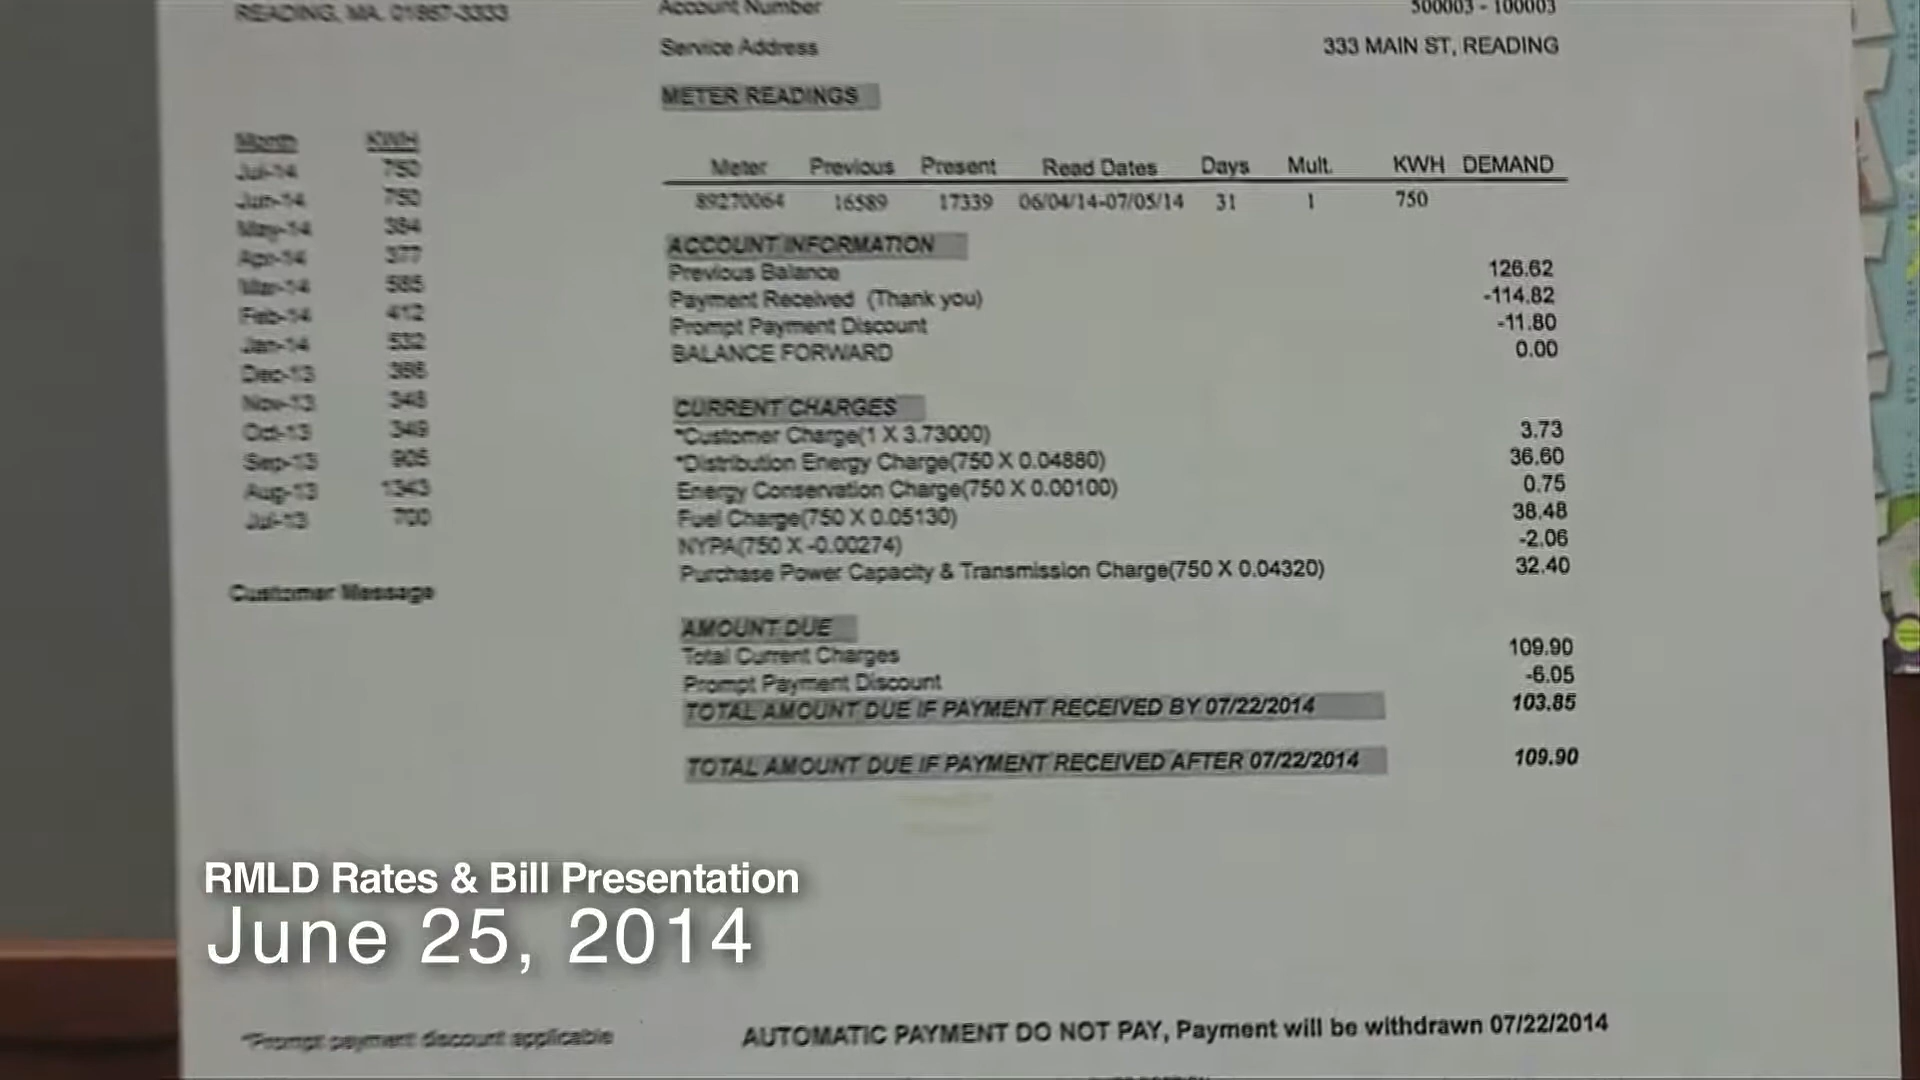 READING, MA. 01867-3333
Account Number 500003 - 100003
Service Address 333 MAIN ST, READING
METER READINGS
Month KWH
Jul-14 750
Jun-14 750
May-14 384
Apr-14 377
Mar-14 585
Feb-14 412
Jan-14 532
Dec-13
Nov-13 348
Oct-13 349
Sep-13 905
Aug-13 1343
Jul-13 700
Customer Message
Meter Previous Present Read Dates Days Mult. KWH DEMAND
89270064 16589 17339 06/04/14-07/05/14 31 1 750
ACCOUNT INFORMATION
Previous Balance 126.62
Payment Received (Thank you) -114.82
Prompt Payment Discount -11.80
BALANCE FORWARD 0.00
CURRENT CHARGES
*Customer Charge(1 X 3.73000) 3.73
*Distribution Energy Charge(750 X 0.04880) 36.60
Energy Conservation Charge(750 X 0.00100) 0.75
Fuel Charge(750 X 0.05130) 38.48
NYPA(750 X -0.00274) -2.06
Purchase Power Capacity & Transmission Charge(750 X 0.04320) 32.40
AMOUNT DUE
Total Current Charges 109.90
Prompt Payment Discount -6.05
TOTAL AMOUNT DUE IF PAYMENT RECEIVED BY 07/22/2014 103.85
TOTAL AMOUNT DUE IF PAYMENT RECEIVED AFTER 07/22/2014 109.90
RMLD Rates & Bill Presentation
June 25, 2014
*Prompt payment discount applicable
AUTOMATIC PAYMENT DO NOT PAY, Payment will be withdrawn 07/22/2014